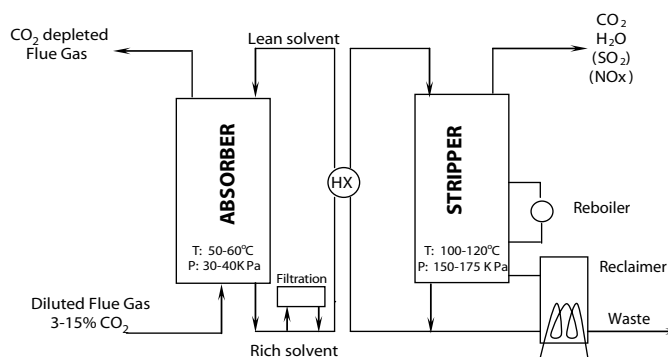 CO₂ depleted
Flue Gas
Lean solvent
CO₂
H₂O
(SO₂)
(NOx)
ABSORBER
T: 50-60°C
P: 30-40K Pa
HX
STRIPPER
T: 100-120°C
P: 150-175 K Pa
Reboiler
Filtration
Reclaimer
Diluted Flue Gas
3-15% CO₂
Rich solvent
Waste